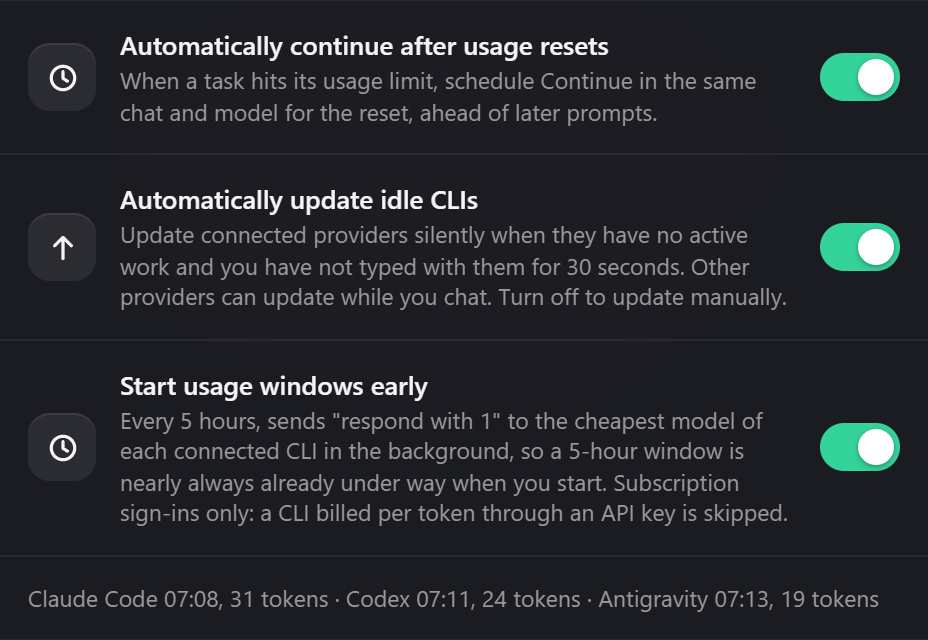 Automatically continue after usage resets
When a task hits its usage limit, schedule Continue in the same
chat and model for the reset, ahead of later prompts.
Automatically update idle CLIs
Update connected providers silently when they have no active
work and you have not typed with them for 30 seconds. Other
providers can update while you chat. Turn off to update manually.
Start usage windows early
Every 5 hours, sends "respond with 1" to the cheapest model of
each connected CLI in the background, so a 5-hour window is
nearly always already under way when you start. Subscription
sign-ins only: a CLI billed per token through an API key is skipped.
Claude Code 07:08, 31 tokens · Codex 07:11, 24 tokens · Antigravity 07:13, 19 tokens